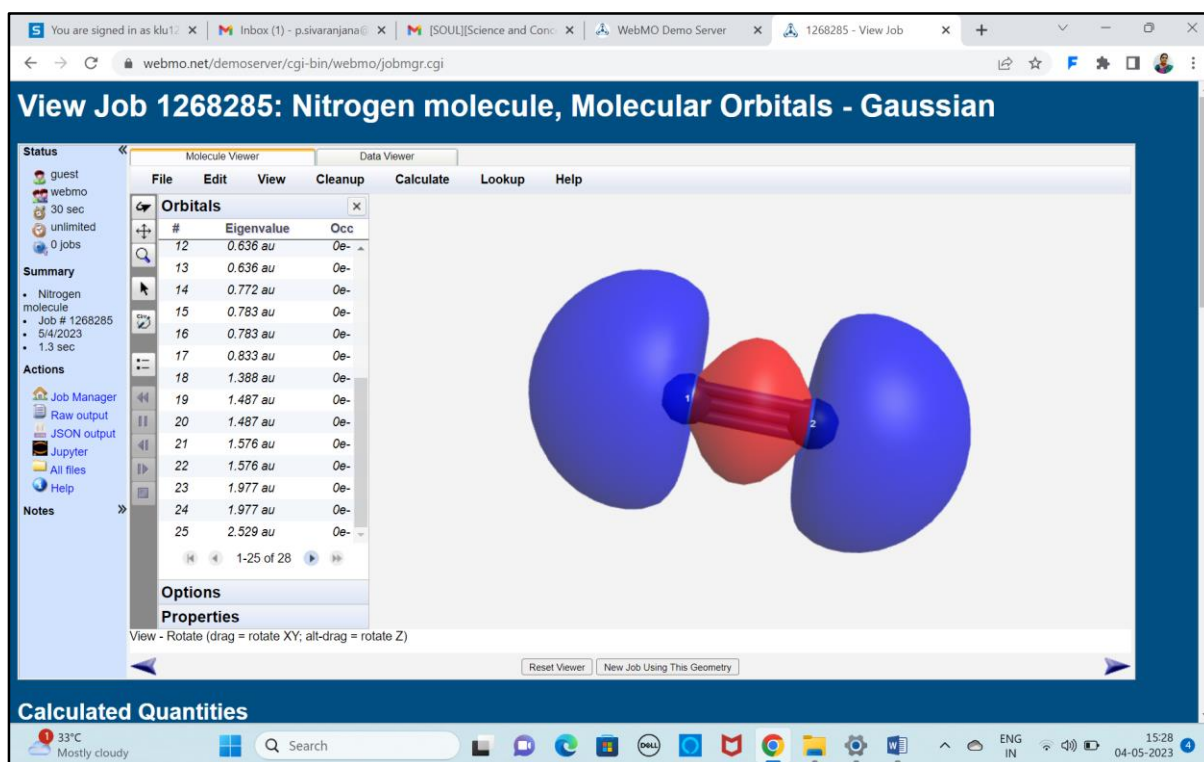 You are signed in as klu12
Inbox (1) - p.sivaranjana@
[SOUL][Science and Conc
WebMO Demo Server
1268285 - View Job
webmo.net/demoserver/cgi-bin/webmo/jobmgr.cgi
View Job 1268285: Nitrogen molecule, Molecular Orbitals - Gaussian
Status
guest
webmo
30 sec
unlimited
0 jobs
Summary
• Nitrogen
molecule
• Job # 1268285
• 5/4/2023
• 1.3 sec
Actions
Job Manager
Raw output
JSON output
Jupyter
All files
Help
Notes
Molecule Viewer Data Viewer
File Edit View Cleanup Calculate Lookup Help
Orbitals
# Eigenvalue Occ
12 0.636 au 0e-
13 0.636 au 0e-
14 0.772 au 0e-
15 0.783 au 0e-
16 0.783 au 0e-
17 0.833 au 0e-
18 1.388 au 0e-
19 1.487 au 0e-
20 1.487 au 0e-
21 1.576 au 0e-
22 1.576 au 0e-
23 1.977 au 0e-
24 1.977 au 0e-
25 2.529 au 0e-
1-25 of 28
Options
Properties
1
2
View - Rotate (drag = rotate XY; alt-drag = rotate Z)
Reset Viewer New Job Using This Geometry
Calculated Quantities
1
33°C
Mostly cloudy
Search
DELL
ENG
IN
15:28
04-05-2023
4